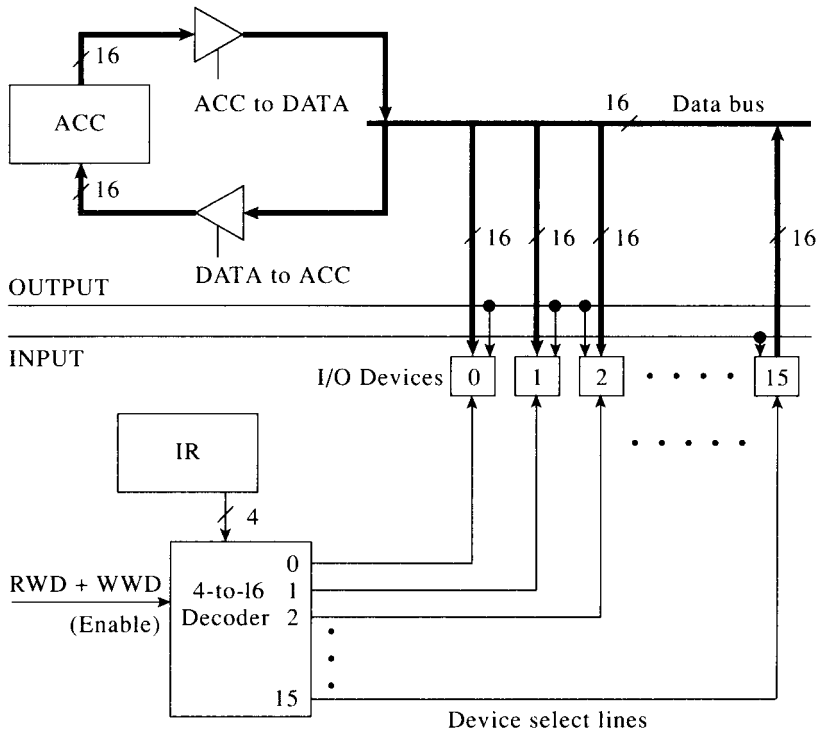 16
ACC to DATA
ACC
16 Data bus
16
DATA to ACC
16 16 16 16
OUTPUT
INPUT
I/O Devices 0 1 2 15
IR
4
RWD + WWD
(Enable)
4-to-16
Decoder
0
1
2
15
Device select lines